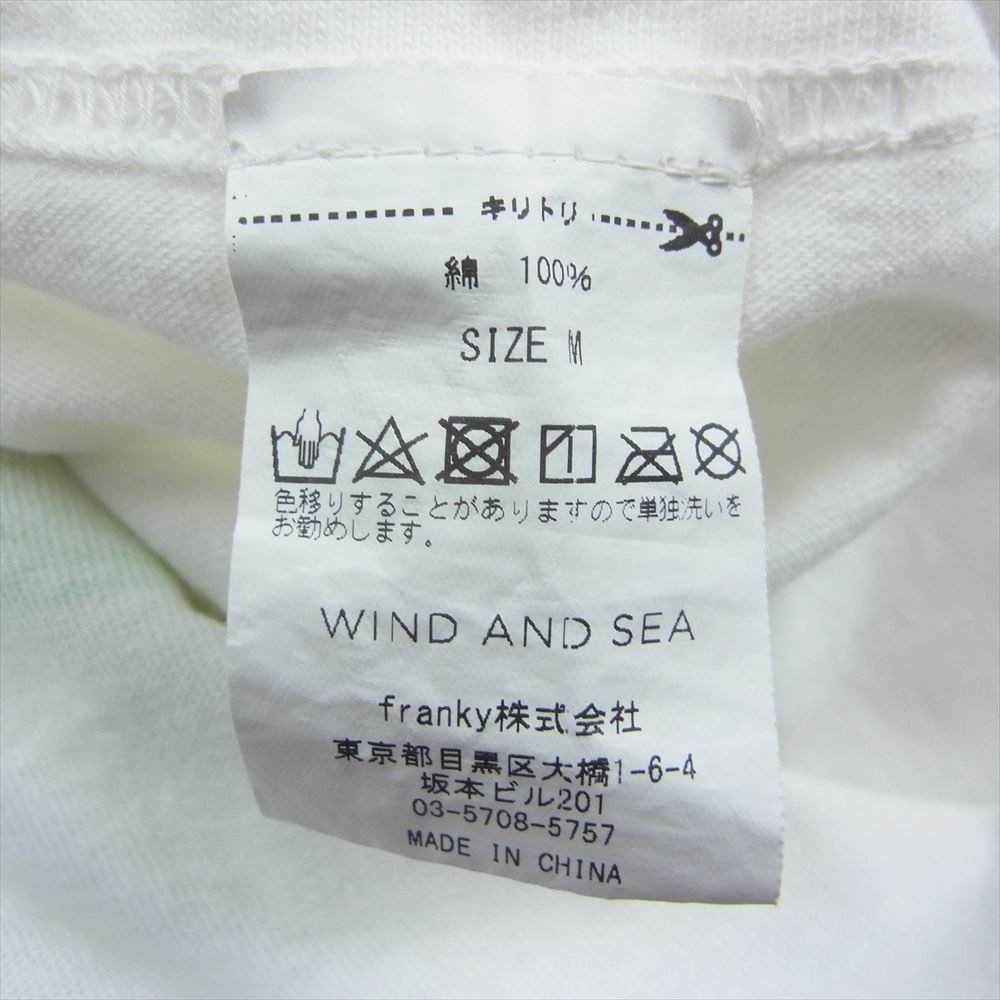 キリトリ
綿 100%
SIZE M
色移りすることがありますので単独洗いを
お勧めします。
WIND AND SEA
franky株式会社
東京都目黒区大橋1-6-4
坂本ビル201
03-5708-5757
MADE IN CHINA